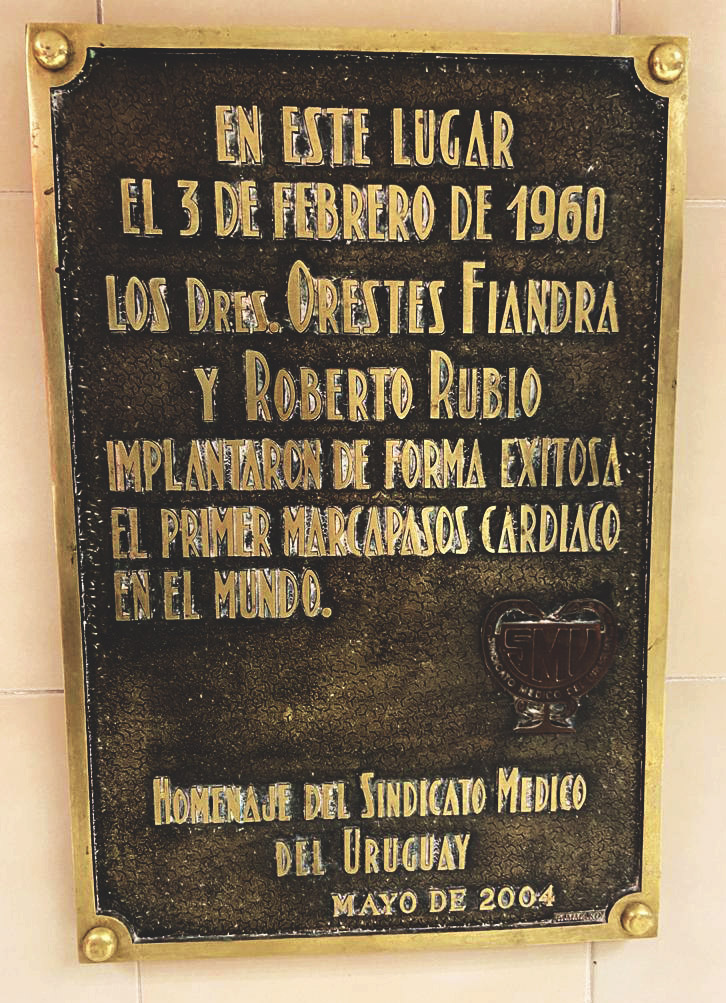 EN ESTE LUGAR
EL 3 DE FEBRERO DE 1960
LOS DRES. ORESTES FIANDRA
Y ROBERTO RUBIO
IMPLANTARON DE FORMA EXITOSA
EL PRIMER MARCAPASOS CARDIACO
EN EL MUNDO.
SMU
HOMENAJE DEL SINDICATO MEDICO
DEL URUGUAY
MAYO DE 2004